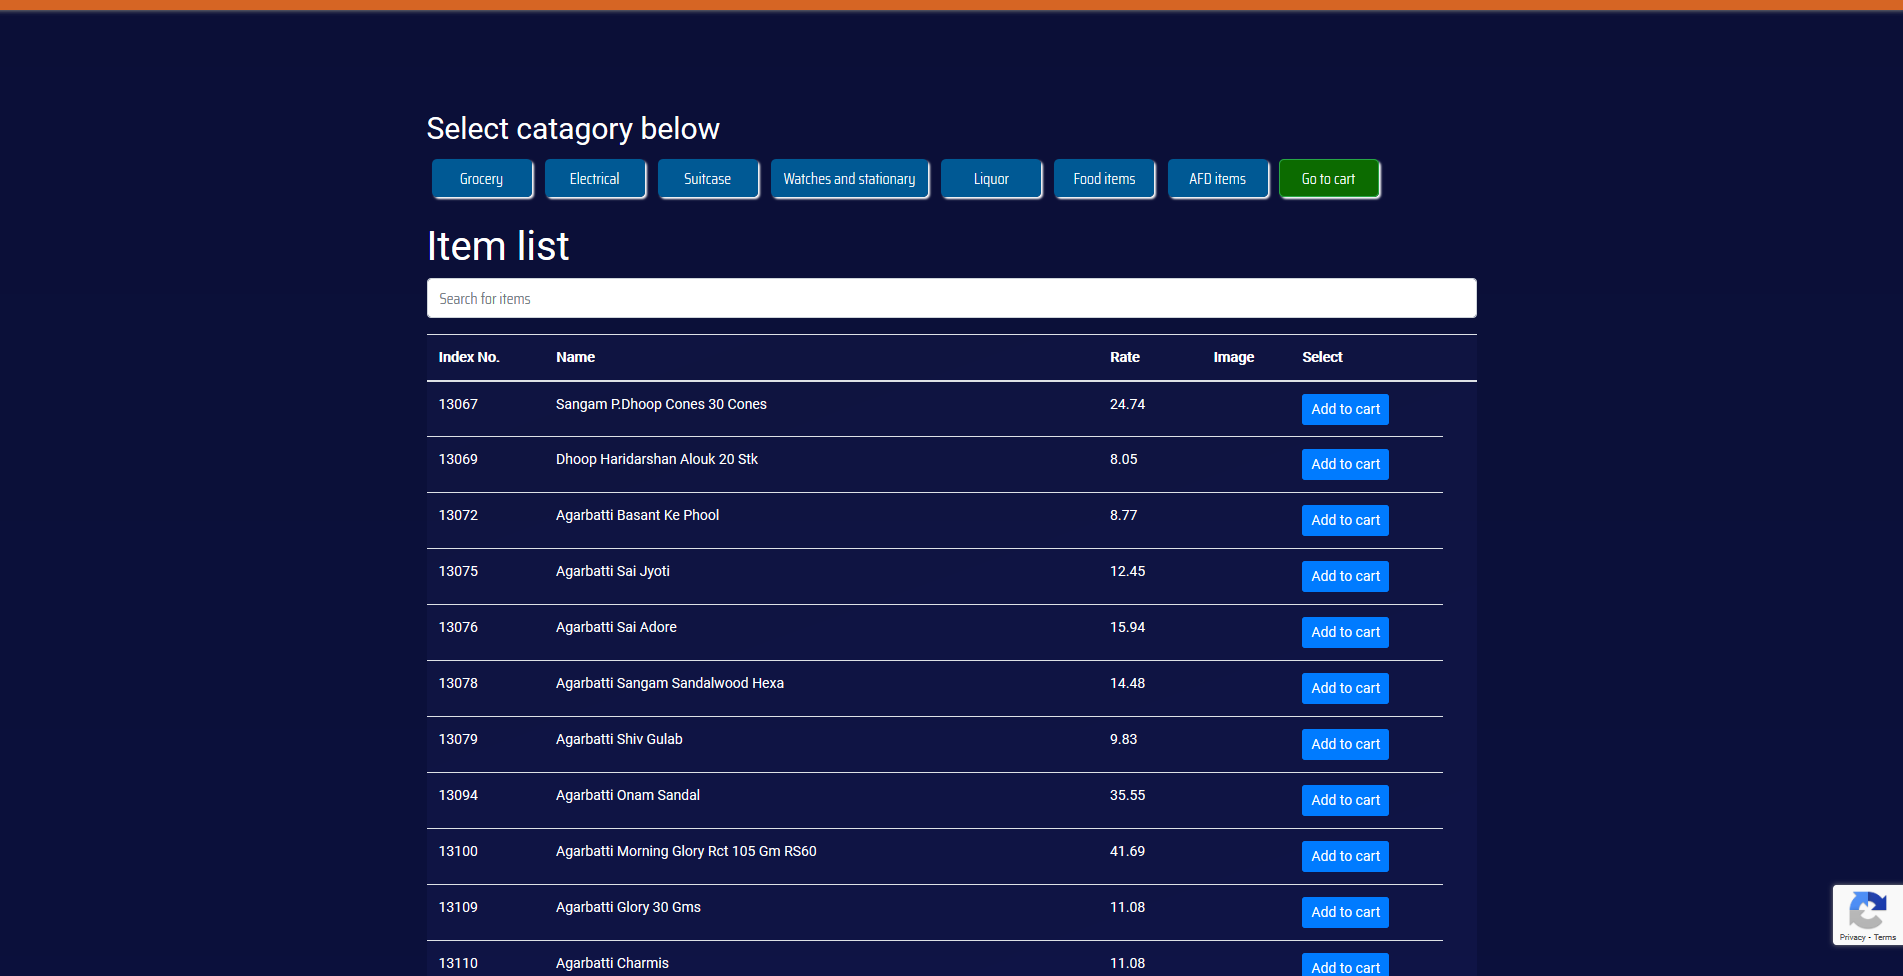 Select catagory below
Grocery Electrical Suitcase Watches and stationary Liquor Food items AFD items Go to cart
Item list
Search for items
Index No. Name Rate Image Select
13067 Sangam P.Dhoop Cones 30 Cones 24.74 Add to cart
13069 Dhoop Haridarshan Alouk 20 Stk 8.05 Add to cart
13072 Agarbatti Basant Ke Phool 8.77 Add to cart
13075 Agarbatti Sai Jyoti 12.45 Add to cart
13076 Agarbatti Sai Adore 15.94 Add to cart
13078 Agarbatti Sangam Sandalwood Hexa 14.48 Add to cart
13079 Agarbatti Shiv Gulab 9.83 Add to cart
13094 Agarbatti Onam Sandal 35.55 Add to cart
13100 Agarbatti Morning Glory Rct 105 Gm RS60 41.69 Add to cart
13109 Agarbatti Glory 30 Gms 11.08 Add to cart
Privacy - Terms
13110 Agarbatti Charmis 11.08 Add to cart